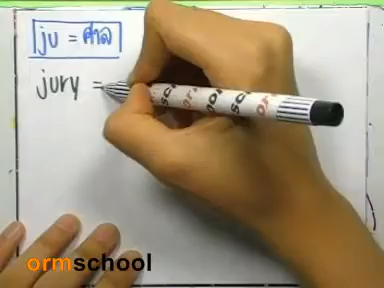 ju = ศาล
jury =
ormschool